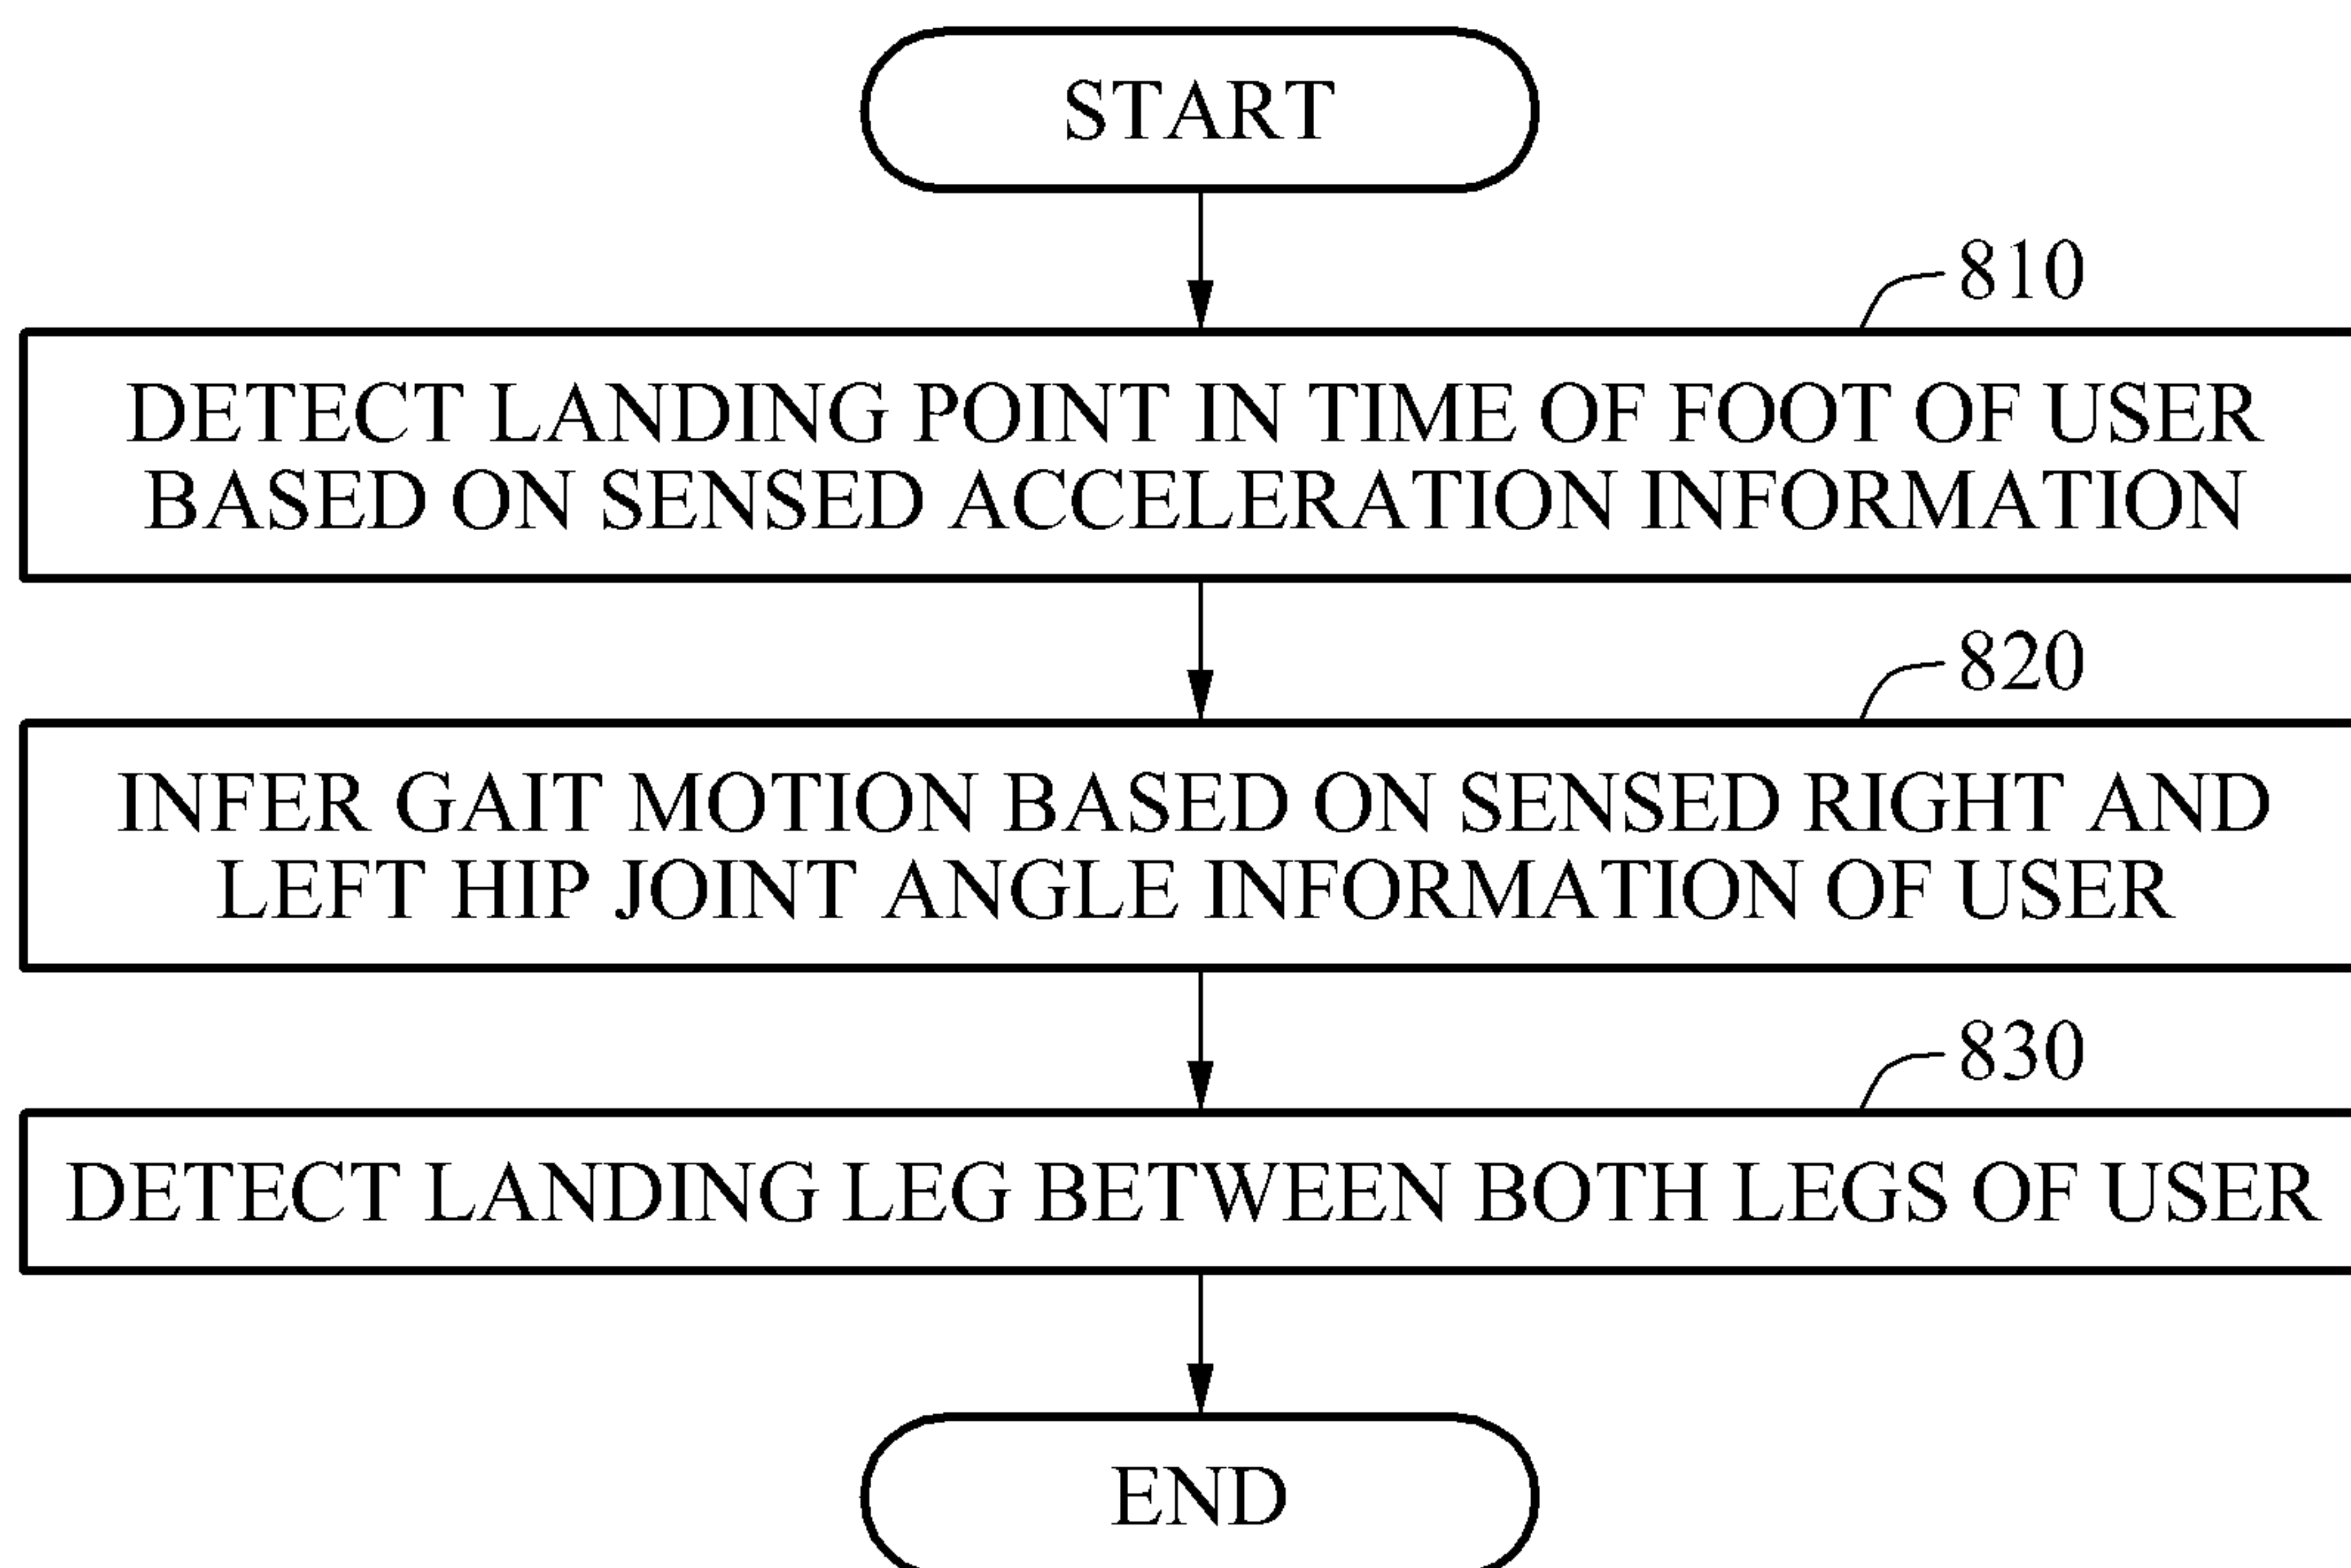 START
810
DETECT LANDING POINT IN TIME OF FOOT OF USER
BASED ON SENSED ACCELERATION INFORMATION
820
INFER GAIT MOTION BASED ON SENSED RIGHT AND
LEFT HIP JOINT ANGLE INFORMATION OF USER
830
DETECT LANDING LEG BETWEEN BOTH LEGS OF USER
END